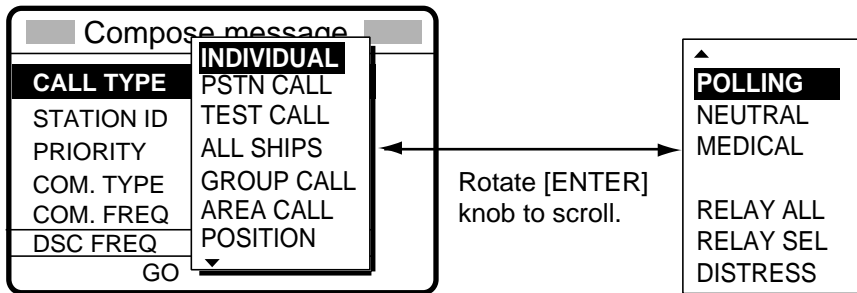 Compose message
CALL TYPE
STATION ID
PRIORITY
COM. TYPE
COM. FREQ
DSC FREQ
GO
INDIVIDUAL
PSTN CALL
TEST CALL
ALL SHIPS
GROUP CALL
AREA CALL
POSITION
Rotate [ENTER]
knob to scroll.
POLLING
NEUTRAL
MEDICAL
RELAY ALL
RELAY SEL
DISTRESS